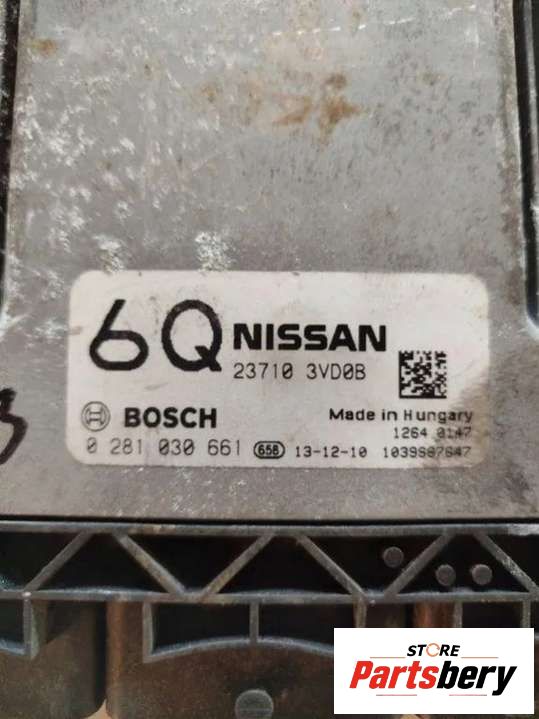 6Q NISSAN
23710 3VD0B
BOSCH
Made in Hungary
1264 0147
0 281 030 661 658 13-12-10 1039S87647
STORE
Partsbery